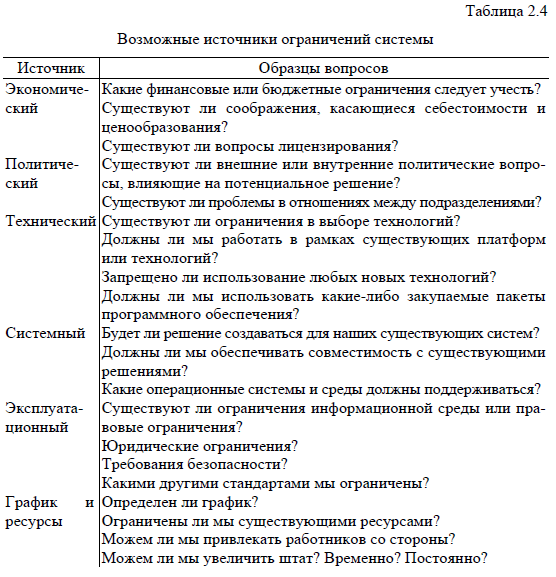 Таблица 2.4
Возможные источники ограничений системы
Источник Образцы вопросов
Экономиче- Какие финансовые или бюджетные ограничения следует учесть?
ский Существуют ли соображения, касающиеся себестоимости и
ценообразования?
Существуют ли вопросы лицензирования?
Политиче- Существуют ли внешние или внутренние политические вопро-
ский сы, влияющие на потенциальное решение?
Существуют ли проблемы в отношениях между подразделениями?
Технический Существуют ли ограничения в выборе технологий?
Должны ли мы работать в рамках существующих платформ
или технологий?
Запрещено ли использование любых новых технологий?
Должны ли мы использовать какие-либо закупаемые пакеты
программного обеспечения?
Системный Будет ли решение создаваться для наших существующих систем?
Должны ли мы обеспечивать совместимость с существующими
решениями?
Какие операционные системы и среды должны поддерживаться?
Эксплуата- Существуют ли ограничения информационной среды или пра-
ционный вовые ограничения?
Юридические ограничения?
Требования безопасности?
Какими другими стандартами мы ограничены?
График и Определен ли график?
ресурсы Ограничены ли мы существующими ресурсами?
Можем ли мы привлекать работников со стороны?
Можем ли мы увеличить штат? Временно? Постоянно?